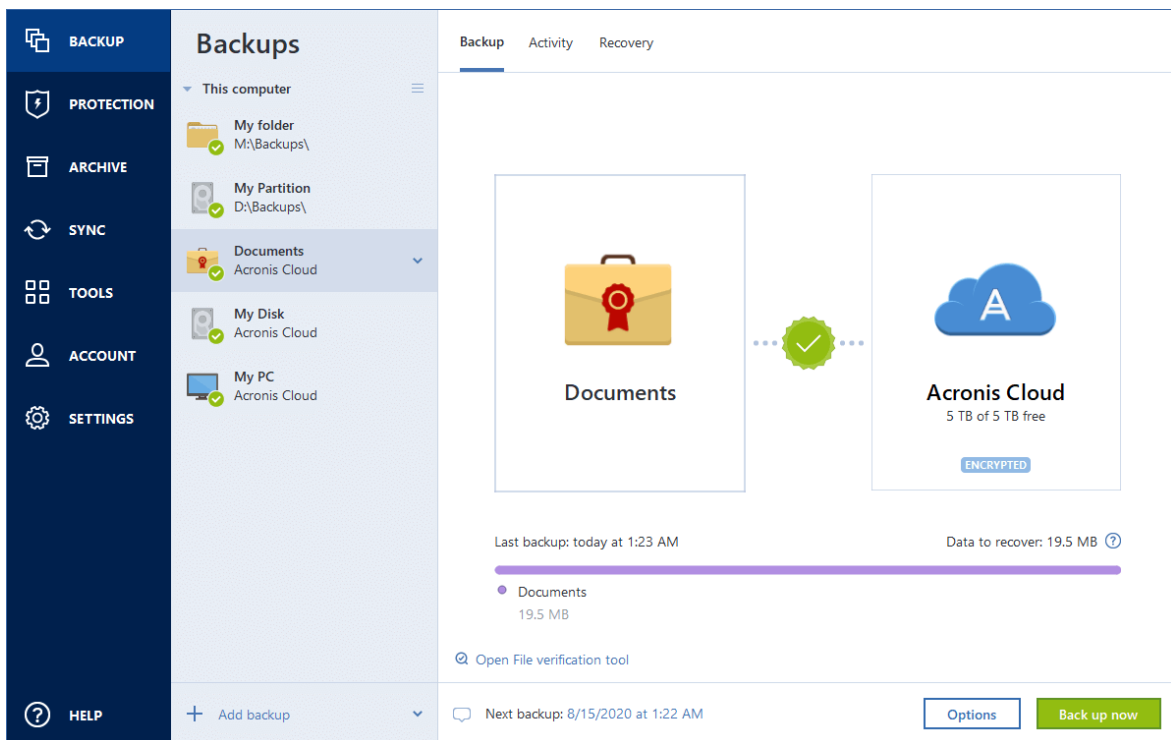 BACKUP
PROTECTION
ARCHIVE
SYNC
TOOLS
ACCOUNT
SETTINGS
HELP
Backups
This computer
My folder
M:\Backups\
My Partition
D:\Backups\
Documents
Acronis Cloud
My Disk
Acronis Cloud
My PC
Acronis Cloud
Add backup
Backup Activity Recovery
Documents
Acronis Cloud
5 TB of 5 TB free
ENCRYPTED
Last backup: today at 1:23 AM
Data to recover: 19.5 MB
Documents
19.5 MB
Open File verification tool
Next backup: 8/15/2020 at 1:22 AM
Options
Back up now